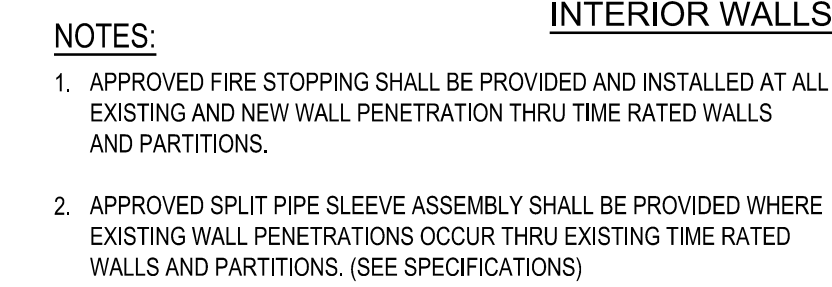 INTERIOR WALLS
NOTES:
1. APPROVED FIRE STOPPING SHALL BE PROVIDED AND INSTALLED AT ALL
EXISTING AND NEW WALL PENETRATION THRU TIME RATED WALLS
AND PARTITIONS.
2. APPROVED SPLIT PIPE SLEEVE ASSEMBLY SHALL BE PROVIDED WHERE
EXISTING WALL PENETRATIONS OCCUR THRU EXISTING TIME RATED
WALLS AND PARTITIONS. (SEE SPECIFICATIONS)